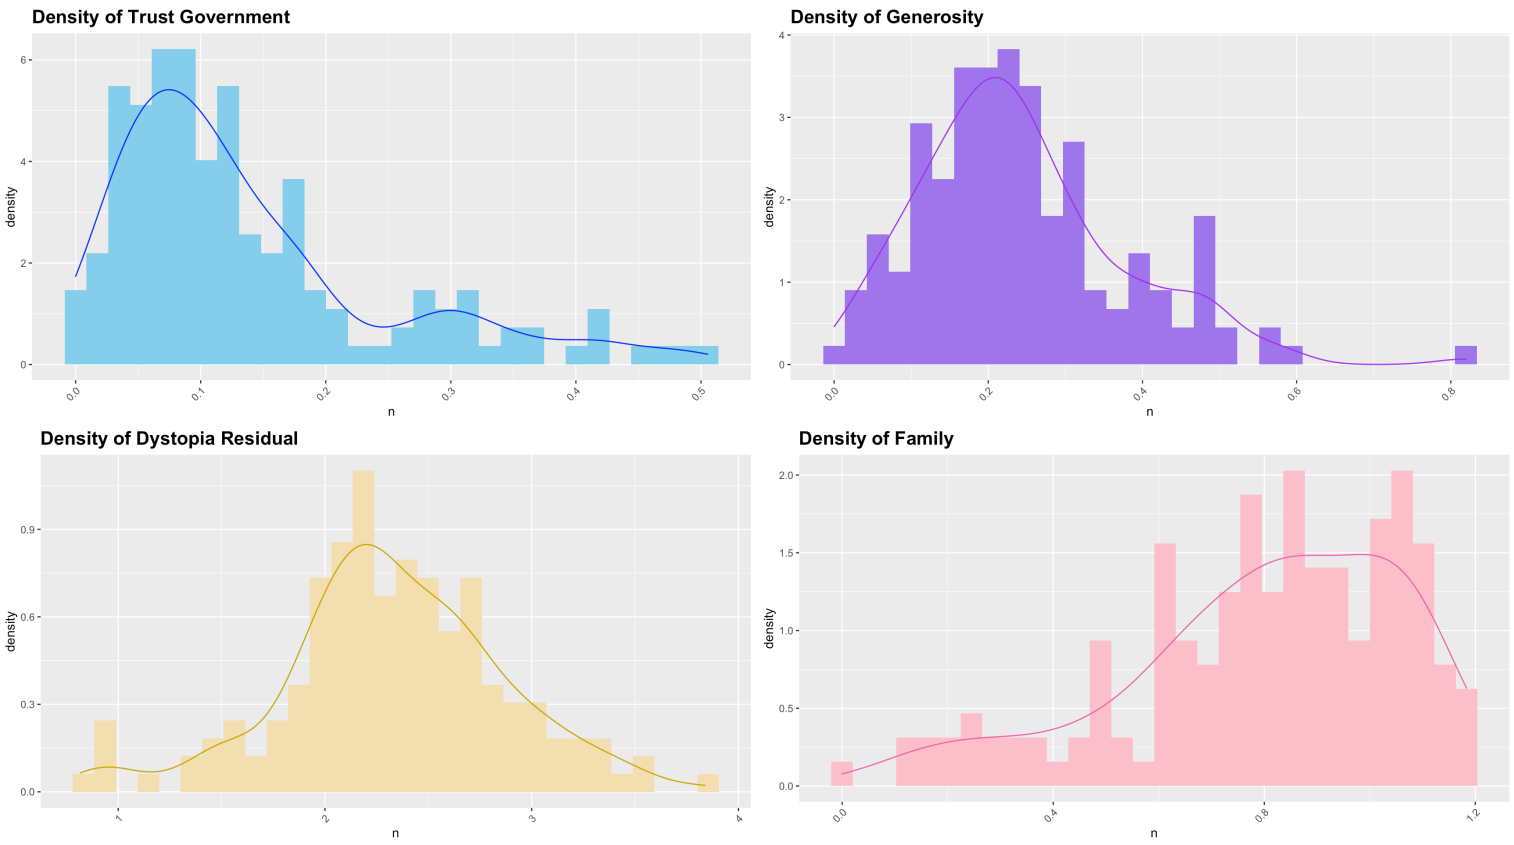 Density of Trust Government
density
6
4
2
0
0.0 0.1 0.2 0.3 0.4 0.5
n
Density of Generosity
density
4
3
2
1
0
0.0 0.2 0.4 0.6 0.8
n
Density of Dystopia Residual
density
0.9
0.6
0.3
0.0
1 2 3 4
n
Density of Family
density
2.0
1.5
1.0
0.5
0.0
0.0 0.4 0.8 1.2
n